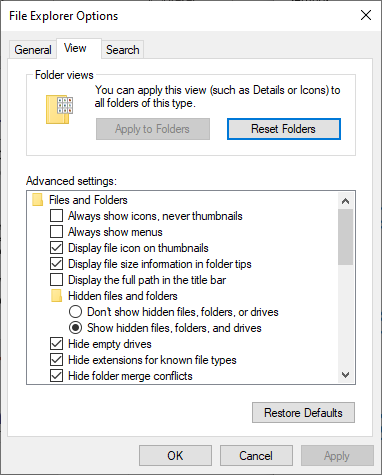 File Explorer Options
General
View
Search
Folder views
You can apply this view (such as Details or Icons) to
all folders of this type.
Apply to Folders
Reset Folders
Advanced settings:
Files and Folders
Always show icons, never thumbnails
Always show menus
Display file icon on thumbnails
Display file size information in folder tips
Display the full path in the title bar
Hidden files and folders
Don't show hidden files, folders, or drives
Show hidden files, folders, and drives
Hide empty drives
Hide extensions for known file types
Hide folder merge conflicts
Restore Defaults
OK
Cancel
Apply